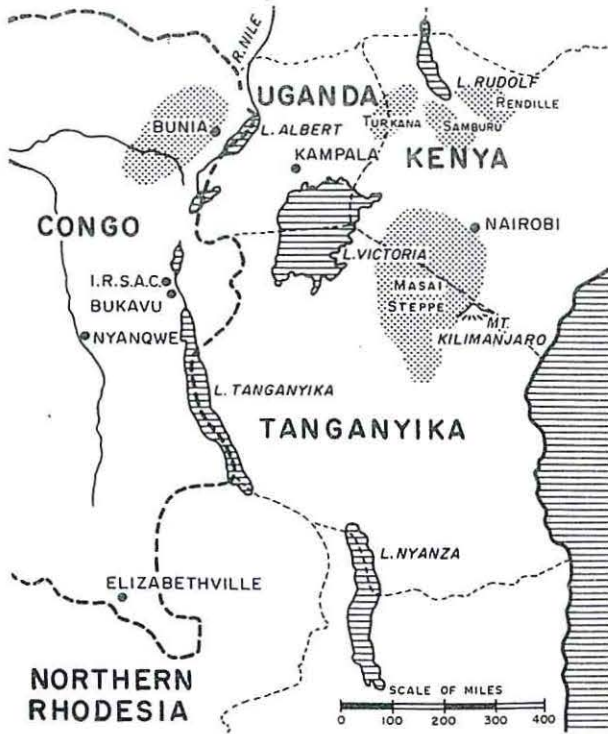 R. NILE
L. RUDOLF
RENDILLE
UGANDA
TURKANA
SAMBURU
BUNIA
L. ALBERT
KAMPALA
KENYA
CONGO
NAIROBI
L. VICTORIA
I.R.S.A.C.
MASAI
STEPPE
BUKAVU
MT.
KILIMANJARO
NYANQWE
L. TANGANYIKA
TANGANYIKA
L. NYANZA
ELIZABETHVILLE
NORTHERN
RHODESIA
SCALE OF MILES
0 100 200 300 400